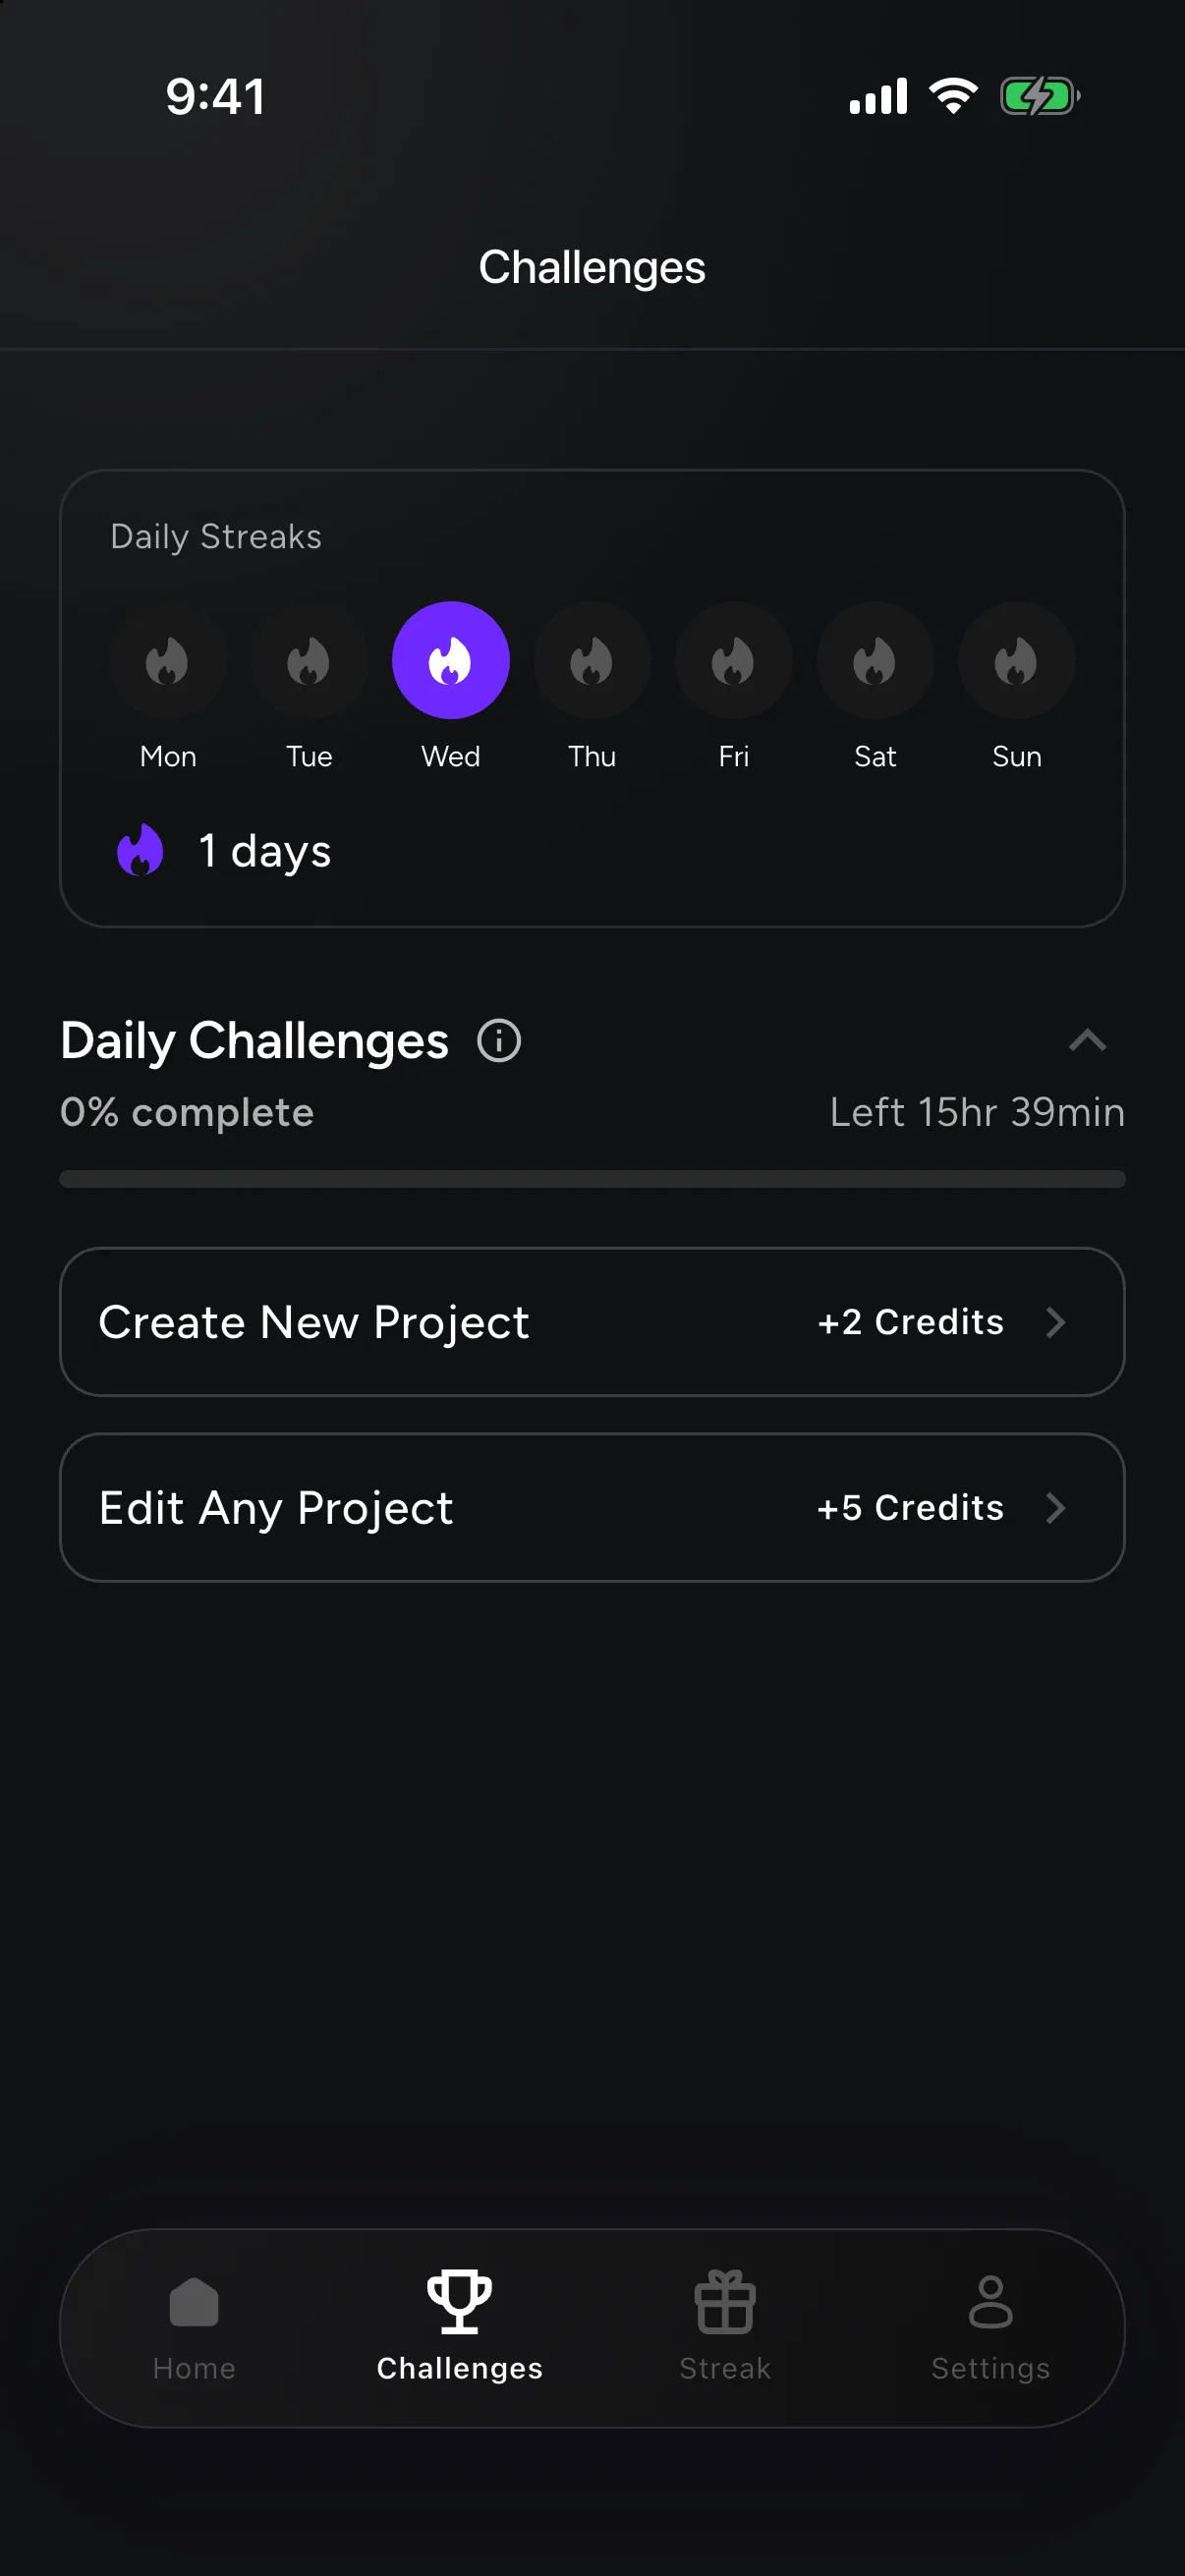 9:41
Challenges
Daily Streaks
Mon Tue Wed Thu Fri Sat Sun
1 days
Daily Challenges
0% complete Left 15hr 39min
Create New Project +2 Credits
Edit Any Project +5 Credits
Home Challenges Streak Settings